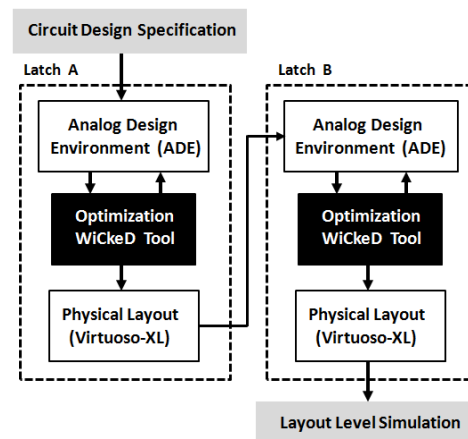 Circuit Design Specification
Latch A
Analog Design
Environment (ADE)
Optimization
WiCkeD Tool
Physical Layout
(Virtuoso-XL)
Latch B
Analog Design
Environment (ADE)
Optimization
WiCkeD Tool
Physical Layout
(Virtuoso-XL)
Layout Level Simulation